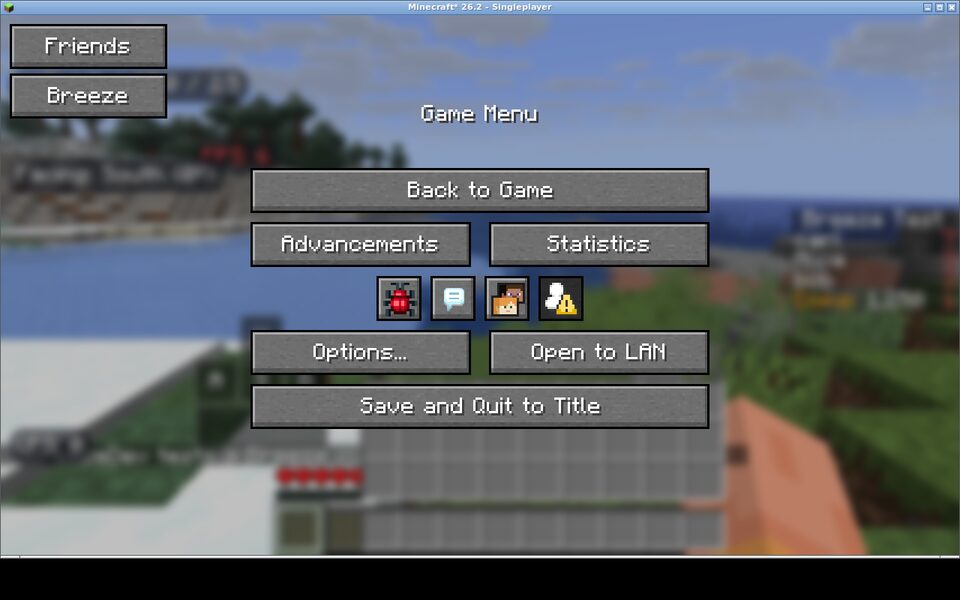 Minecraft* 26.2 - Singleplayer
Friends
Breeze
Game Menu
Back to Game
Advancements
Statistics
Options...
Open to LAN
Save and Quit to Title